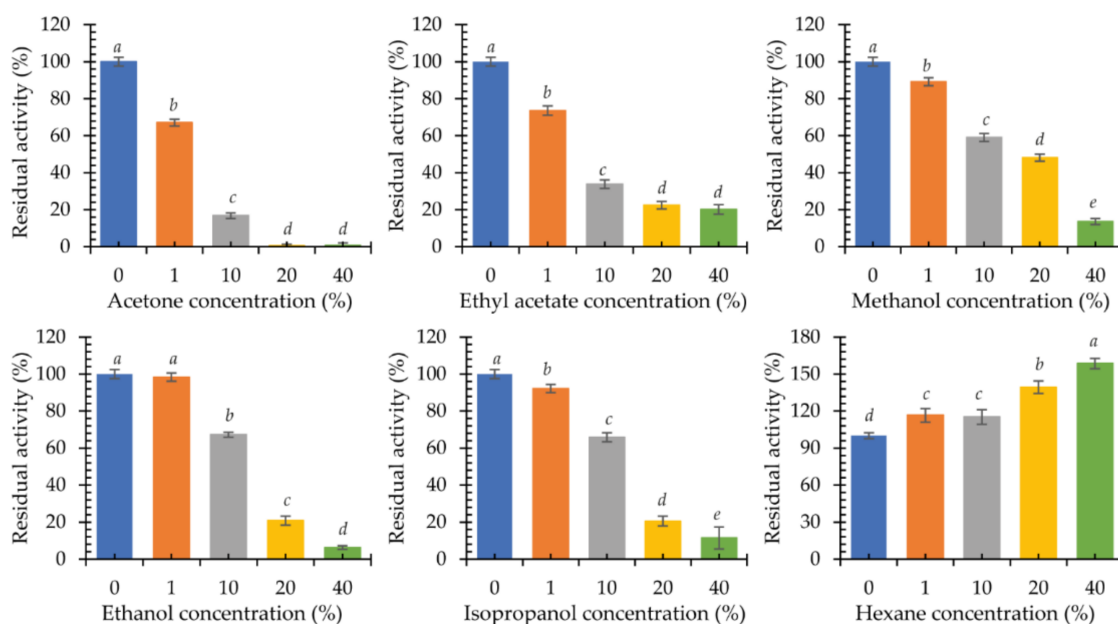 120
100
80
60
40
20
0
Residual activity (%)
a
b
c
d
d
0 1 10 20 40
Acetone concentration (%)
120
100
80
60
40
20
0
Residual activity (%)
a
b
c
d
d
0 1 10 20 40
Ethyl acetate concentration (%)
120
100
80
60
40
20
0
Residual activity (%)
a
b
c
d
e
0 1 10 20 40
Methanol concentration (%)
120
100
80
60
40
20
0
Residual activity (%)
a
a
b
c
d
0 1 10 20 40
Ethanol concentration (%)
120
100
80
60
40
20
0
Residual activity (%)
a
b
c
d
e
0 1 10 20 40
Isopropanol concentration (%)
180
150
120
90
60
30
0
Residual activity (%)
d
c
c
b
a
0 1 10 20 40
Hexane concentration (%)